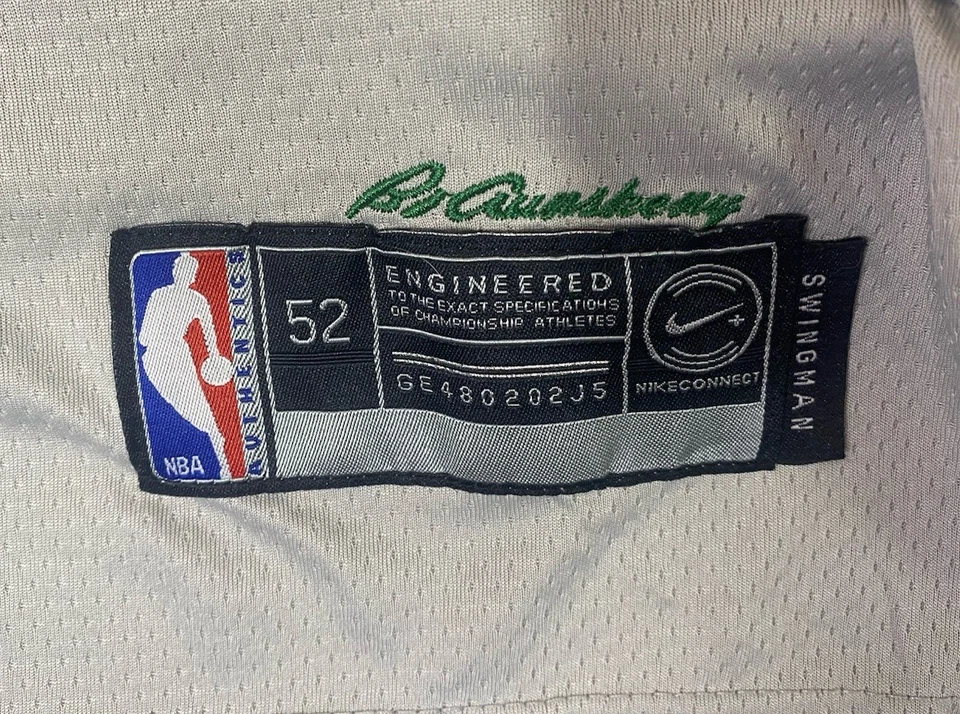 NBA
AUTHENTICS
52
ENGINEERED
TO THE EXACT SPECIFICATIONS
OF CHAMPIONSHIP ATHLETES
GE480202J5
NIKECONNECT
SWINGMAN